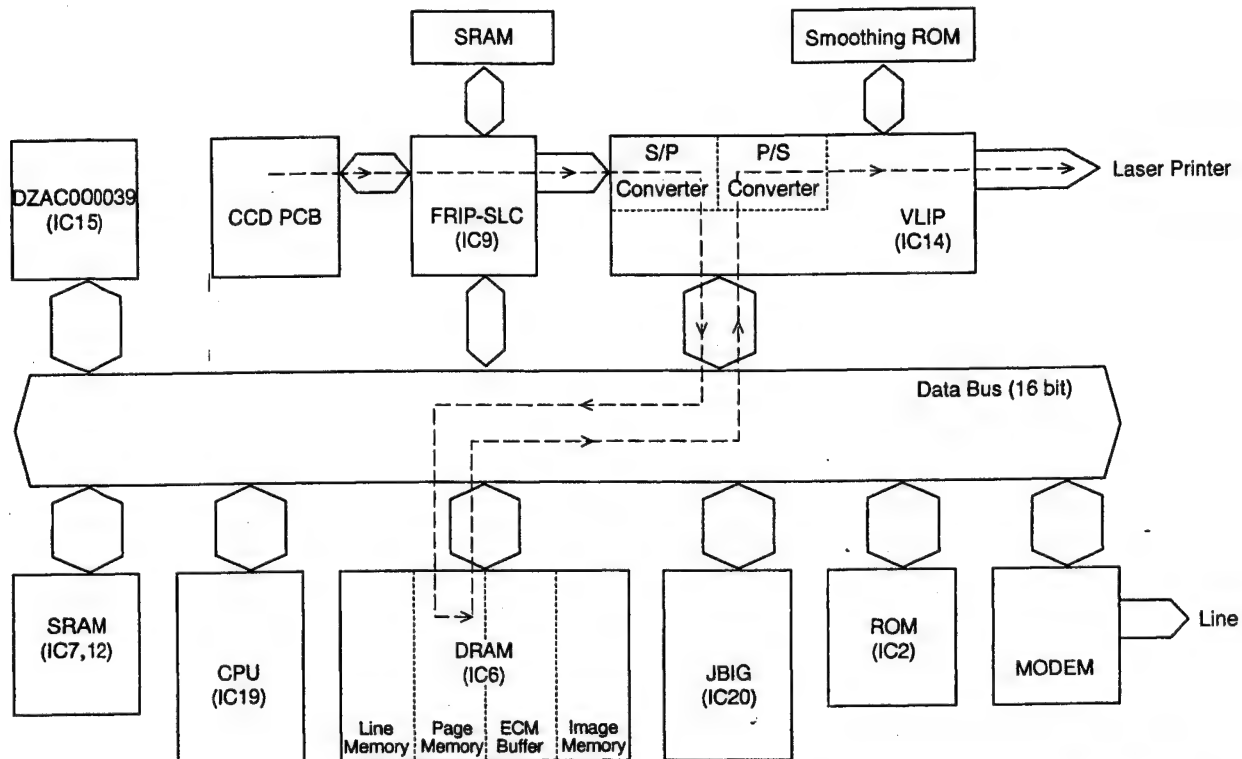 SRAM
Smoothing ROM
DZAC000039
(IC15)
CCD PCB
FRIP-SLC
(IC9)
S/P
Converter
P/S
Converter
VLIP
(IC14)
Laser Printer
Data Bus (16 bit)
SRAM
(IC7,12)
CPU
(IC19)
DRAM
(IC6)
Line
Memory
Page
Memory
ECM
Buffer
Image
Memory
JBIG
(IC20)
ROM
(IC2)
MODEM
Line